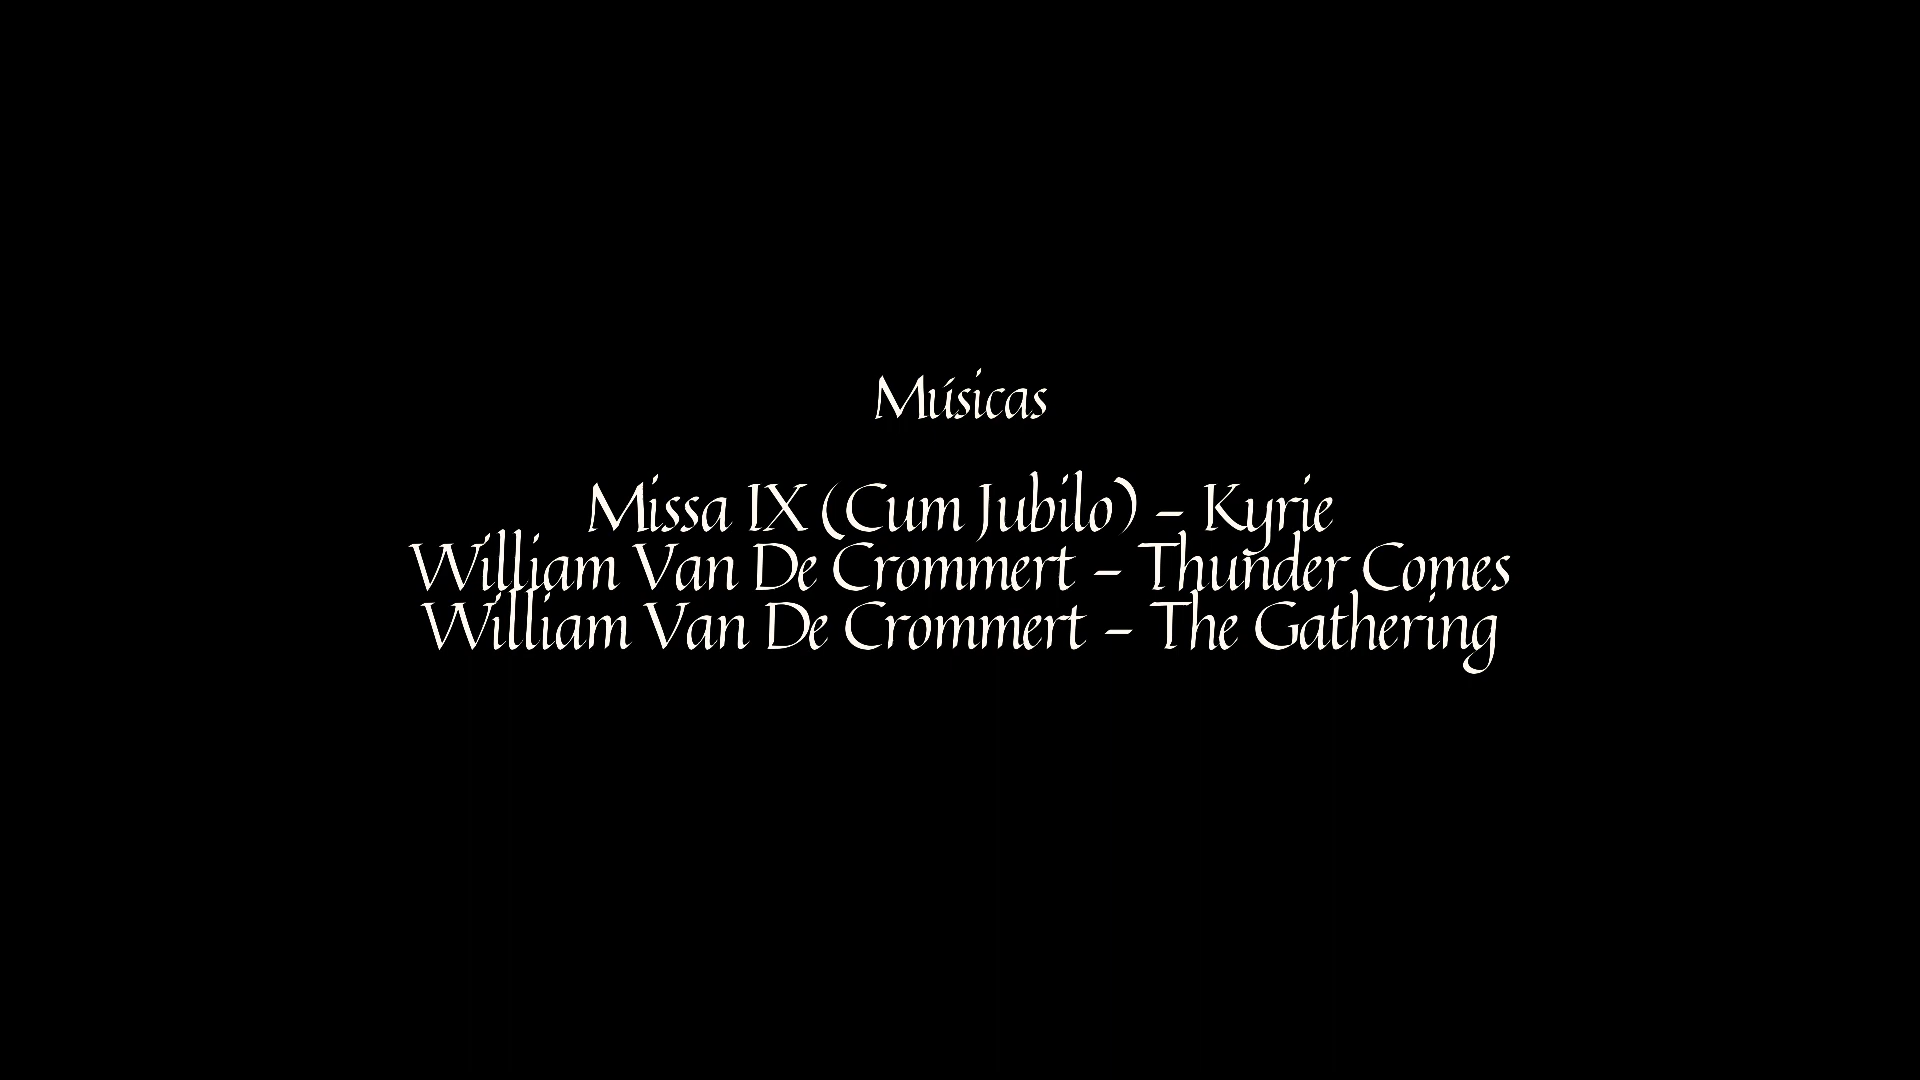 Músicas
Missa IX (Cum Jubilo) - Kyrie
William Van De Crommert - Thunder Comes
William Van De Crommert - The Gathering